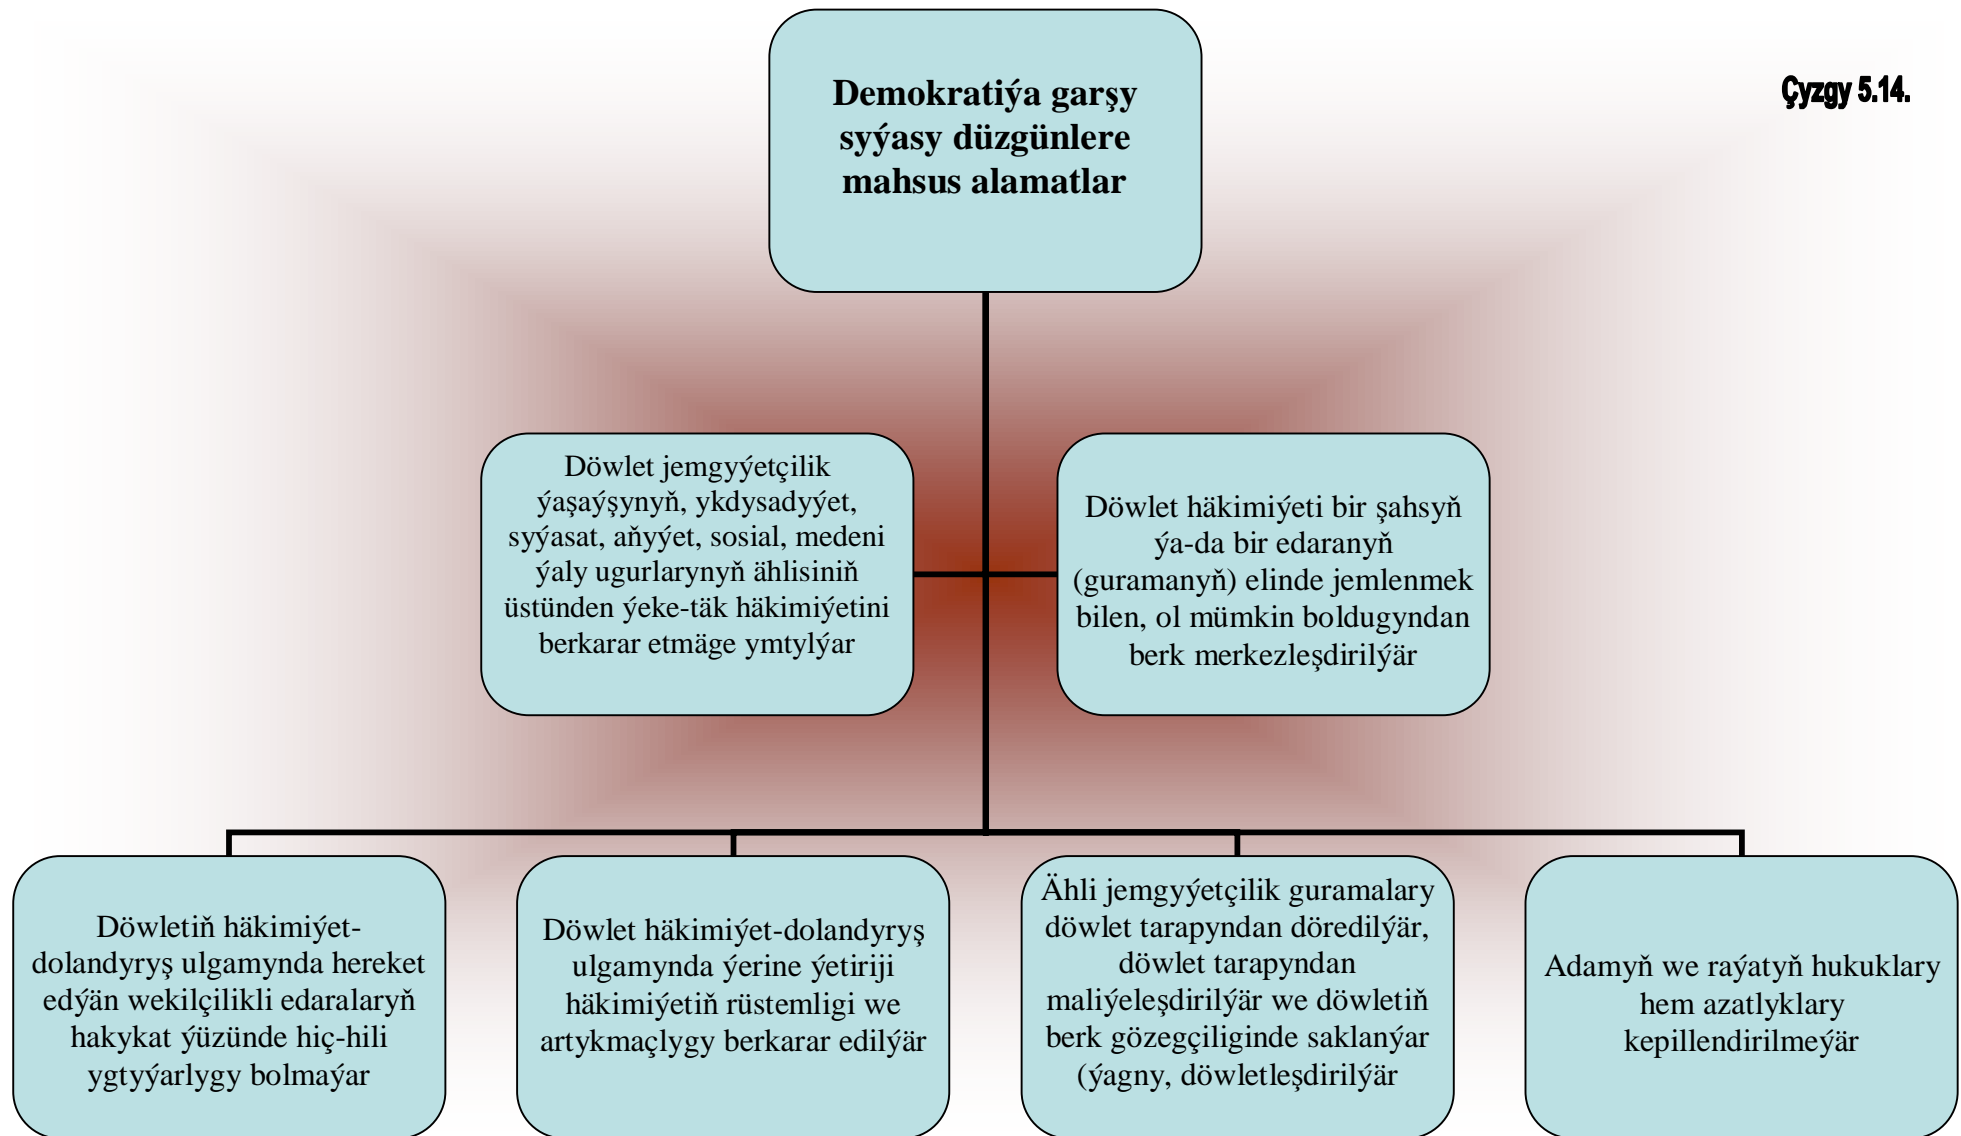 Demokratiýa garşy
syýasy düzgünlere
mahsus alamatlar
Çyzgy 5.14.
Döwlet jemgyýetçilik
ýaşaýşynyň, ykdysadyýet,
syýasat, aňyýet, sosial, medeni
ýaly ugurlarynyň ählisiniň
üstünden ýeke-täk häkimiýetini
berkarar etmäge ymtylýar
Döwlet häkimiýeti bir şahsyň
ýa-da bir edaranyň
(guramanyň) elinde jemlenmek
bilen, ol mümkin boldugyndan
berk merkezleşdirilýär
Döwletiň häkimiýet-
dolandyryş ulgamynda hereket
edýän wekilçilikli edaralaryň
hakykat ýüzünde hiç-hili
ygtyýarlygy bolmaýar
Döwlet häkimiýet-dolandyryş
ulgamynda ýerine ýetiriji
häkimiýetiň rüstemligi we
artykmaçlygy berkarar edilýär
Ähli jemgyýetçilik guramalary
döwlet tarapyndan döredilýär,
döwlet tarapyndan
maliýeleşdirilýär we döwletiň
berk gözegçiliginde saklanýar
(ýagny, döwletleşdirilýär
Adamyň we raýatyň hukuklary
hem azatlyklary
kepillendirilmeýär